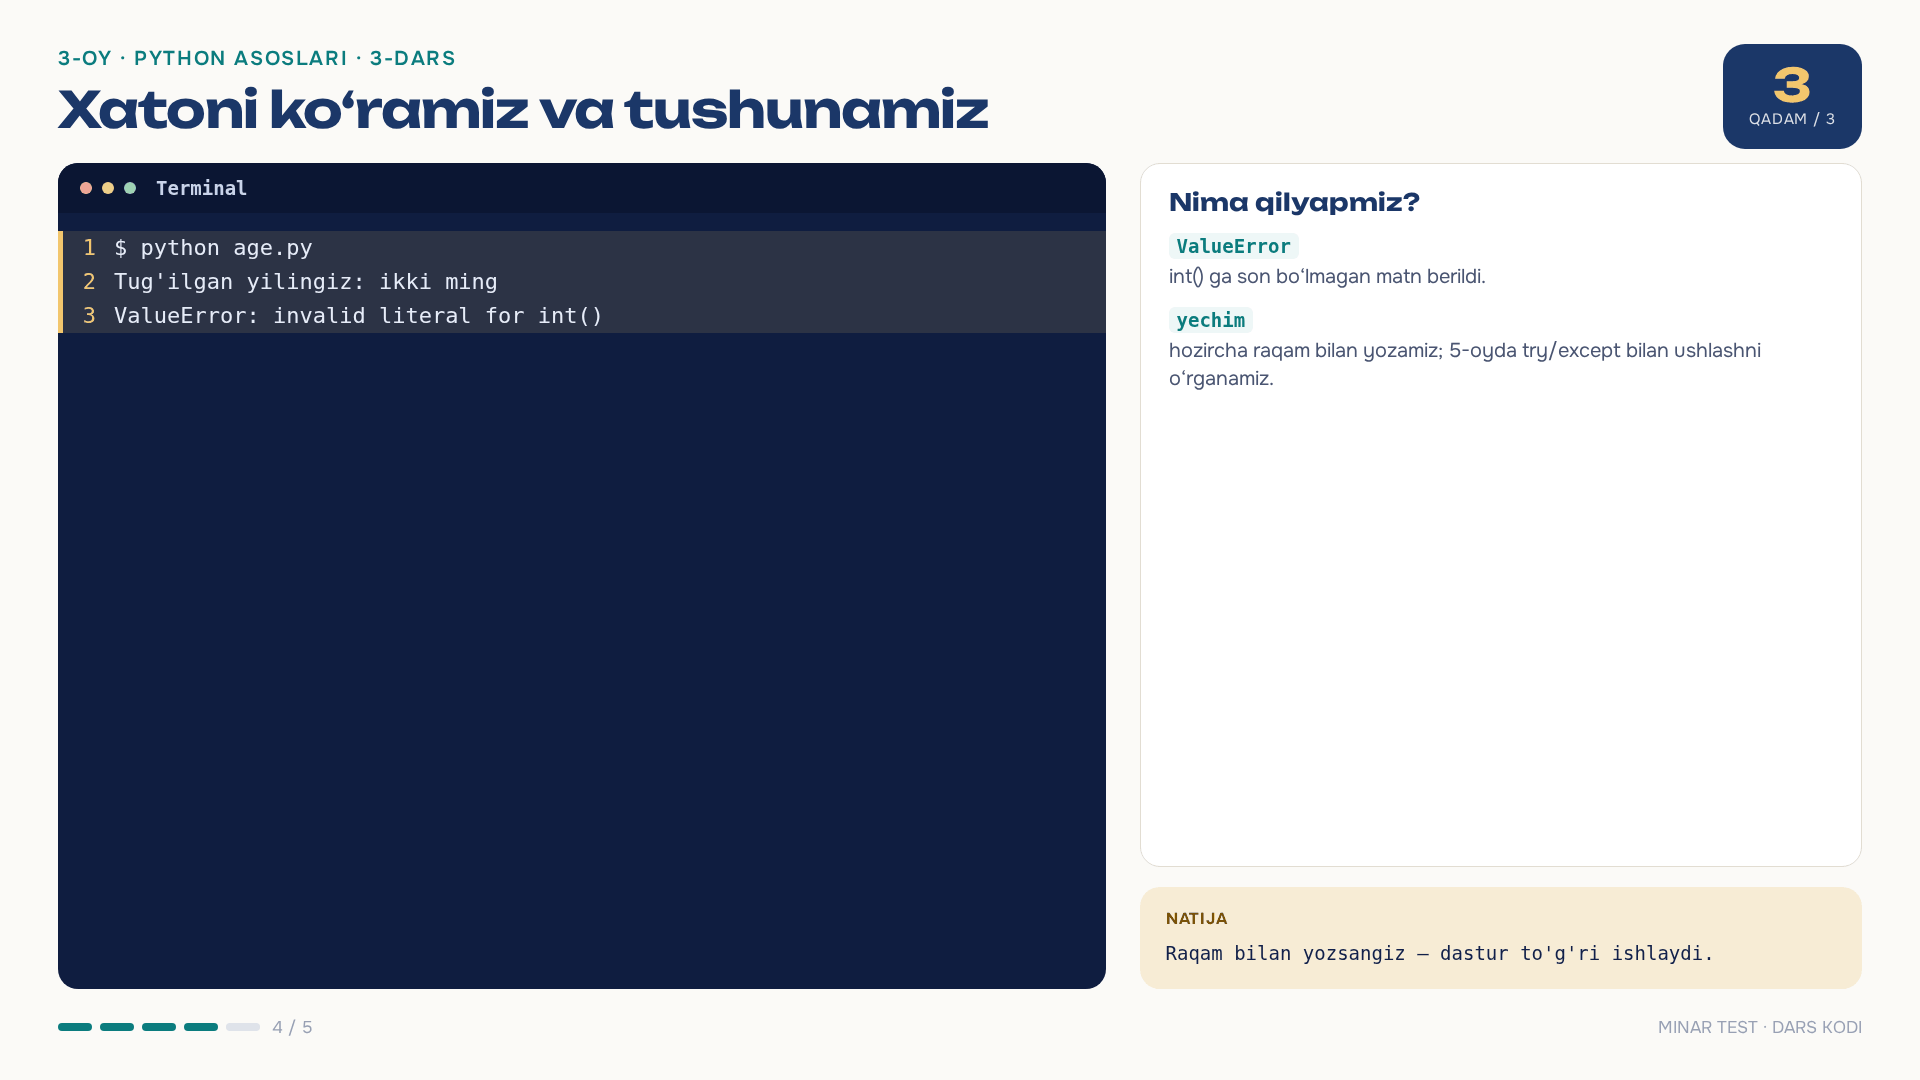 3-OY · PYTHON ASOSLARI · 3-DARS
Xatoni ko‘ramiz va tushunamiz
3
QADAM / 3
Terminal
1 $ python age.py
2 Tug'ilgan yilingiz: ikki ming
3 ValueError: invalid literal for int()
Nima qilyapmiz?
ValueError
int() ga son bo‘lmagan matn berildi.
yechim
hozircha raqam bilan yozamiz; 5-oyda try/except bilan ushlashni
o‘rganamiz.
NATIJA
Raqam bilan yozsangiz — dastur to'g'ri ishlaydi.
4 / 5
MINAR TEST · DARS KODI